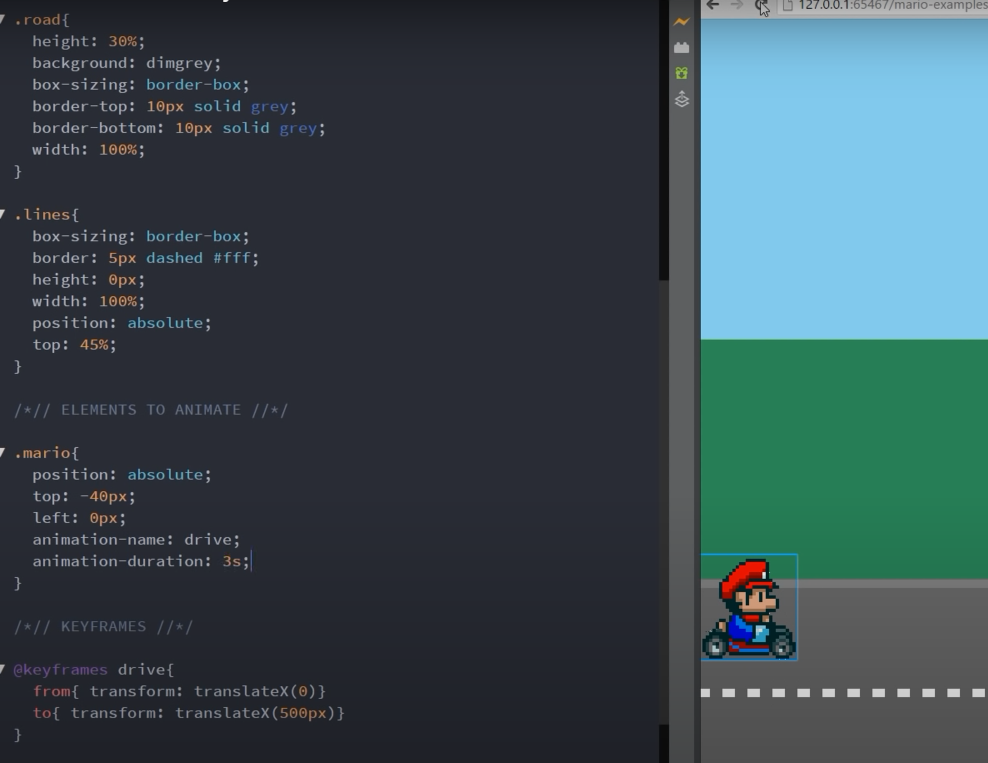 .road{
height: 30%;
background: dimgrey;
box-sizing: border-box;
border-top: 10px solid grey;
border-bottom: 10px solid grey;
width: 100%;
}
.lines{
box-sizing: border-box;
border: 5px dashed #fff;
height: 0px;
width: 100%;
position: absolute;
top: 45%;
}
/*// ELEMENTS TO ANIMATE //*/
.mario{
position: absolute;
top: -40px;
left: 0px;
animation-name: drive;
animation-duration: 3s;
}
/*// KEYFRAMES //*/
@keyframes drive{
from{ transform: translateX(0)}
to{ transform: translateX(500px)}
}
127.0.0.1:65467/mario-examples